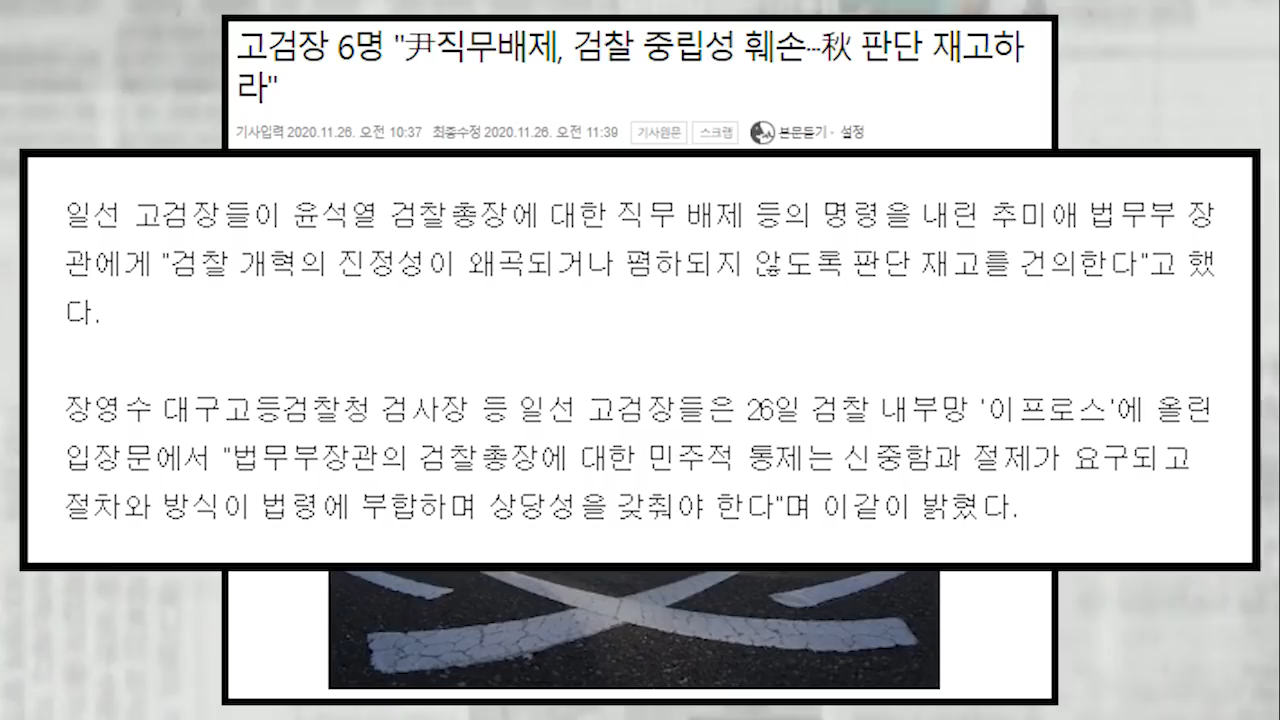 고검장 6명 "尹직무배제, 검찰 중립성 훼손…秋 판단 재고하
라"
기사입력 2020.11.26. 오전 10:37 최종수정 2020.11.26. 오전 11:39 기사원문 스크랩 본문듣기 · 설정
일선 고검장들이 윤석열 검찰총장에 대한 직무 배제 등의 명령을 내린 추미애 법무부 장
관에게 "검찰 개혁의 진정성이 왜곡되거나 폄하되지 않도록 판단 재고를 건의한다"고 했
다.
장영수 대구고등검찰청 검사장 등 일선 고검장들은 26일 검찰 내부망 '이프로스'에 올린
입장문에서 "법무부장관의 검찰총장에 대한 민주적 통제는 신중함과 절제가 요구되고
절차와 방식이 법령에 부합하며 상당성을 갖춰야 한다"며 이같이 밝혔다.